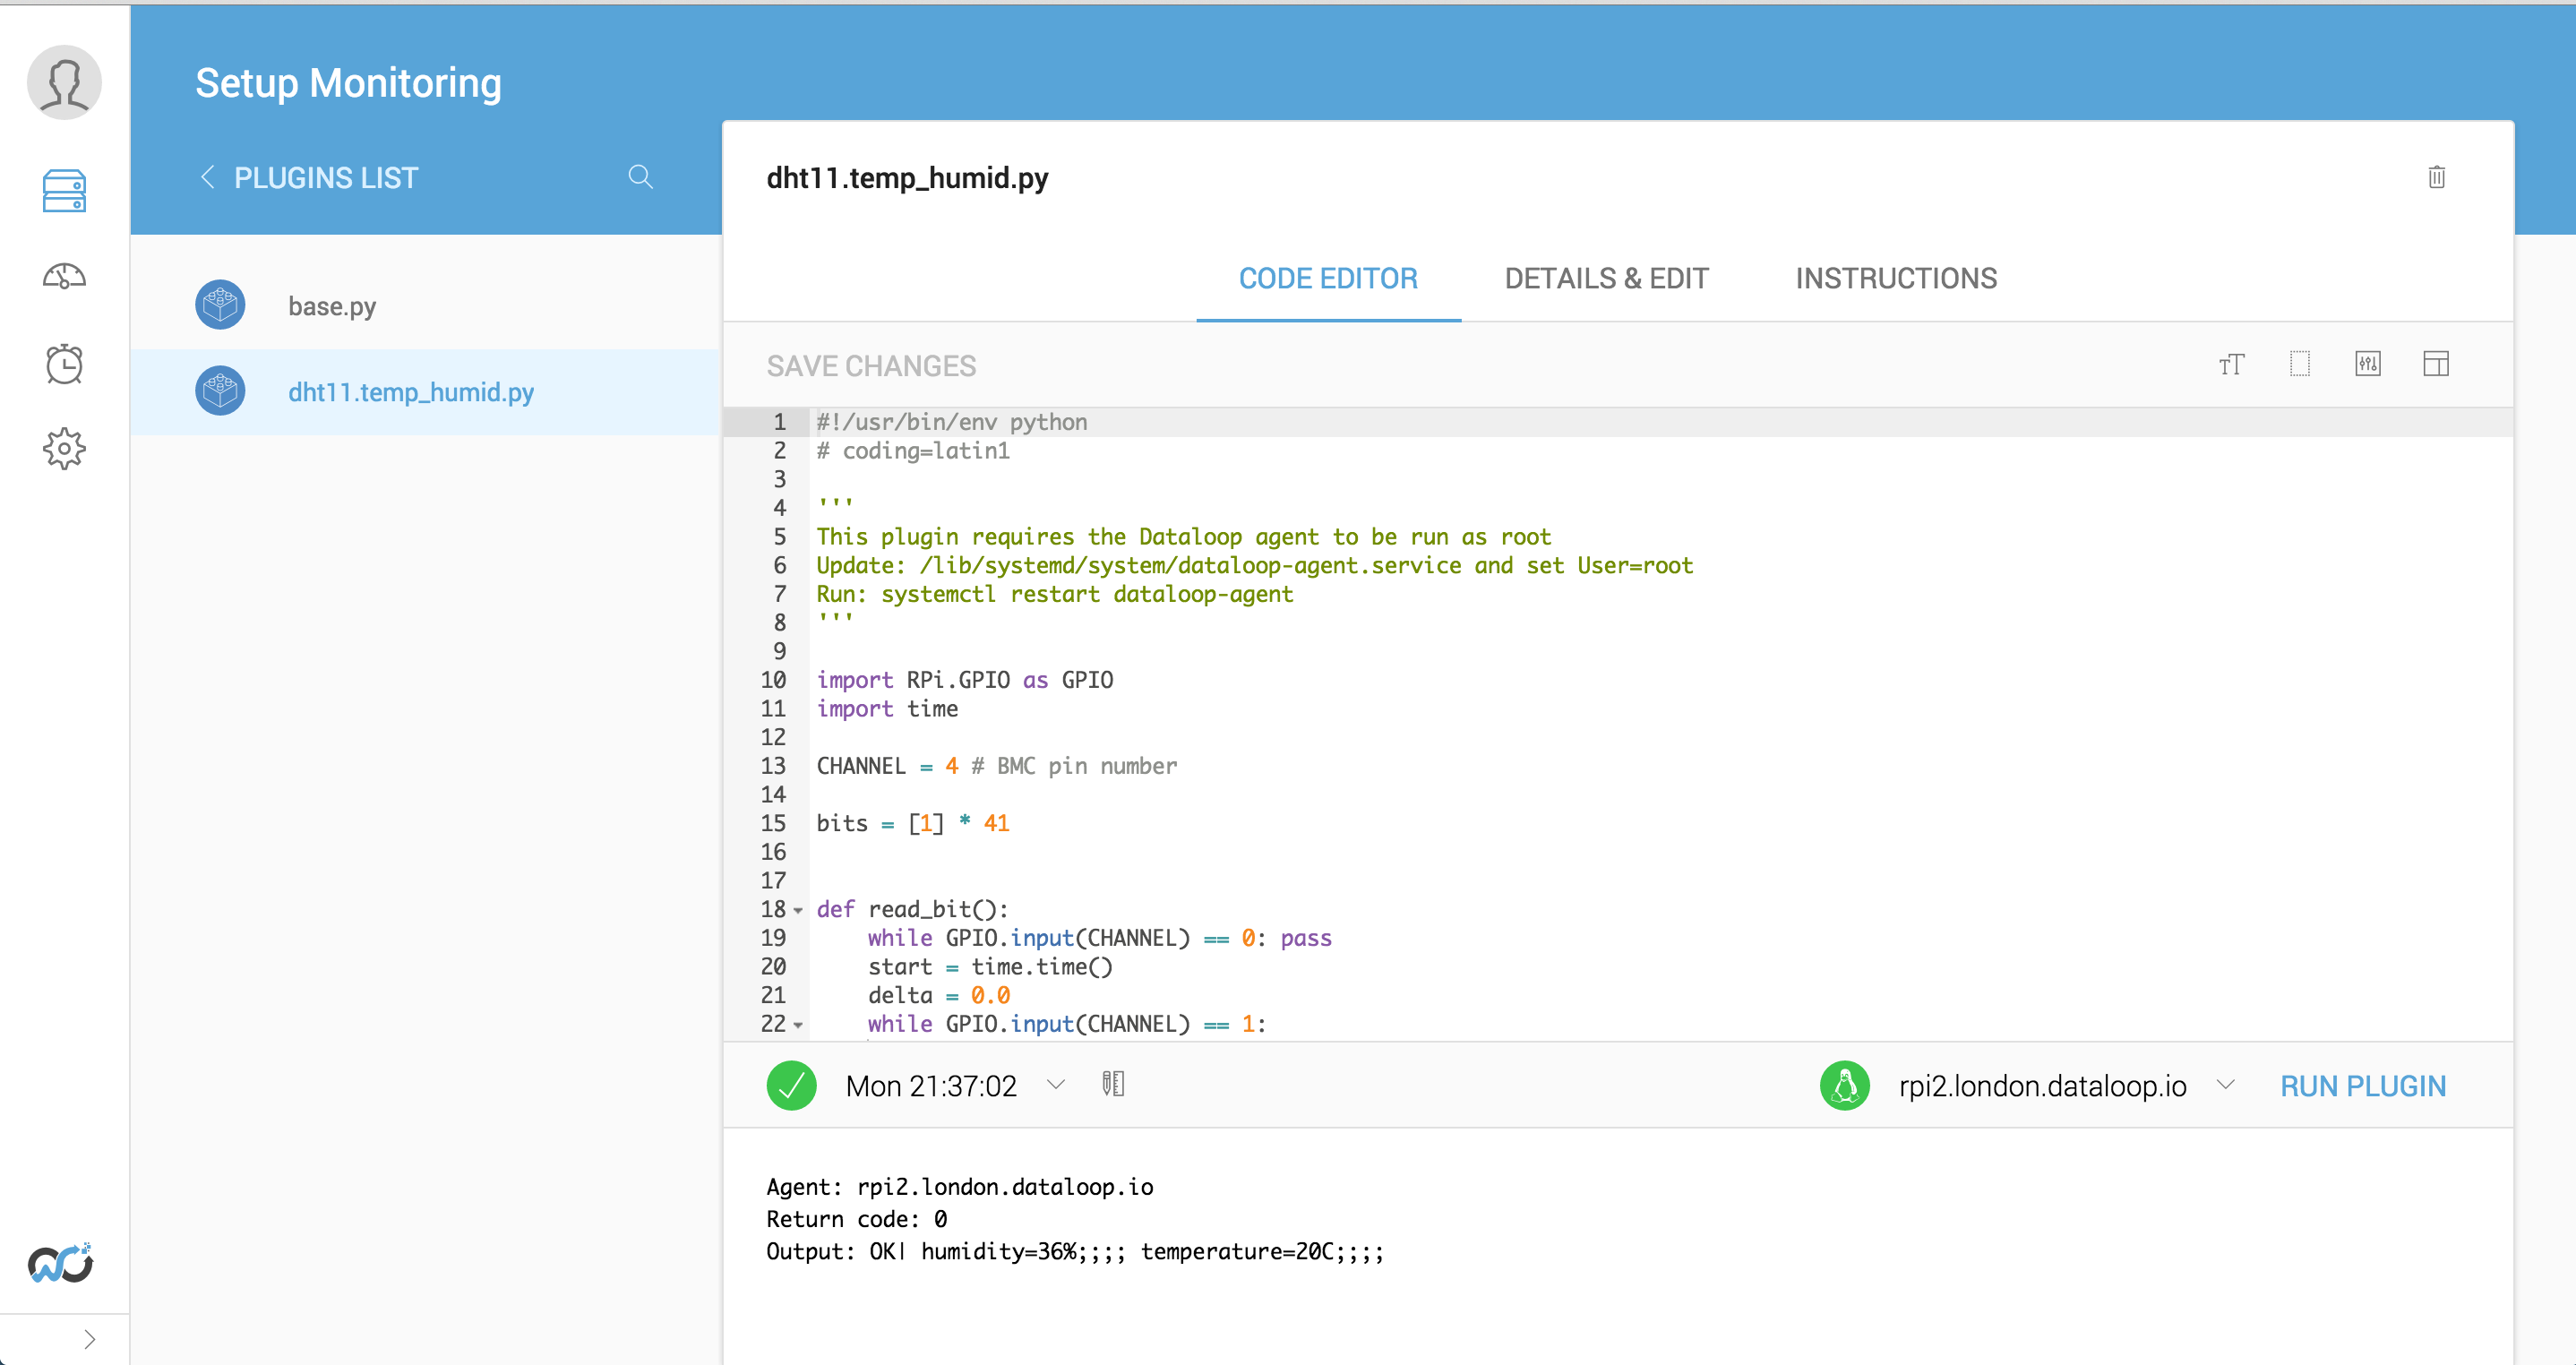 Setup Monitoring
PLUGINS LIST
base.py
dht11.temp_humid.py
dht11.temp_humid.py
CODE EDITOR DETAILS & EDIT INSTRUCTIONS
SAVE CHANGES
1 #!/usr/bin/env python
2 # coding=latin1
3
4 '''
5 This plugin requires the Dataloop agent to be run as root
6 Update: /lib/systemd/system/dataloop-agent.service and set User=root
7 Run: systemctl restart dataloop-agent
8 '''
9
10 import RPi.GPIO as GPIO
11 import time
12
13 CHANNEL = 4 # BMC pin number
14
15 bits = [1] * 41
16
17
18 def read_bit():
19     while GPIO.input(CHANNEL) == 0: pass
20     start = time.time()
21     delta = 0.0
22     while GPIO.input(CHANNEL) == 1:
Mon 21:37:02 rpi2.london.dataloop.io RUN PLUGIN
Agent: rpi2.london.dataloop.io
Return code: 0
Output: OK| humidity=36%;;;; temperature=20C;;;;